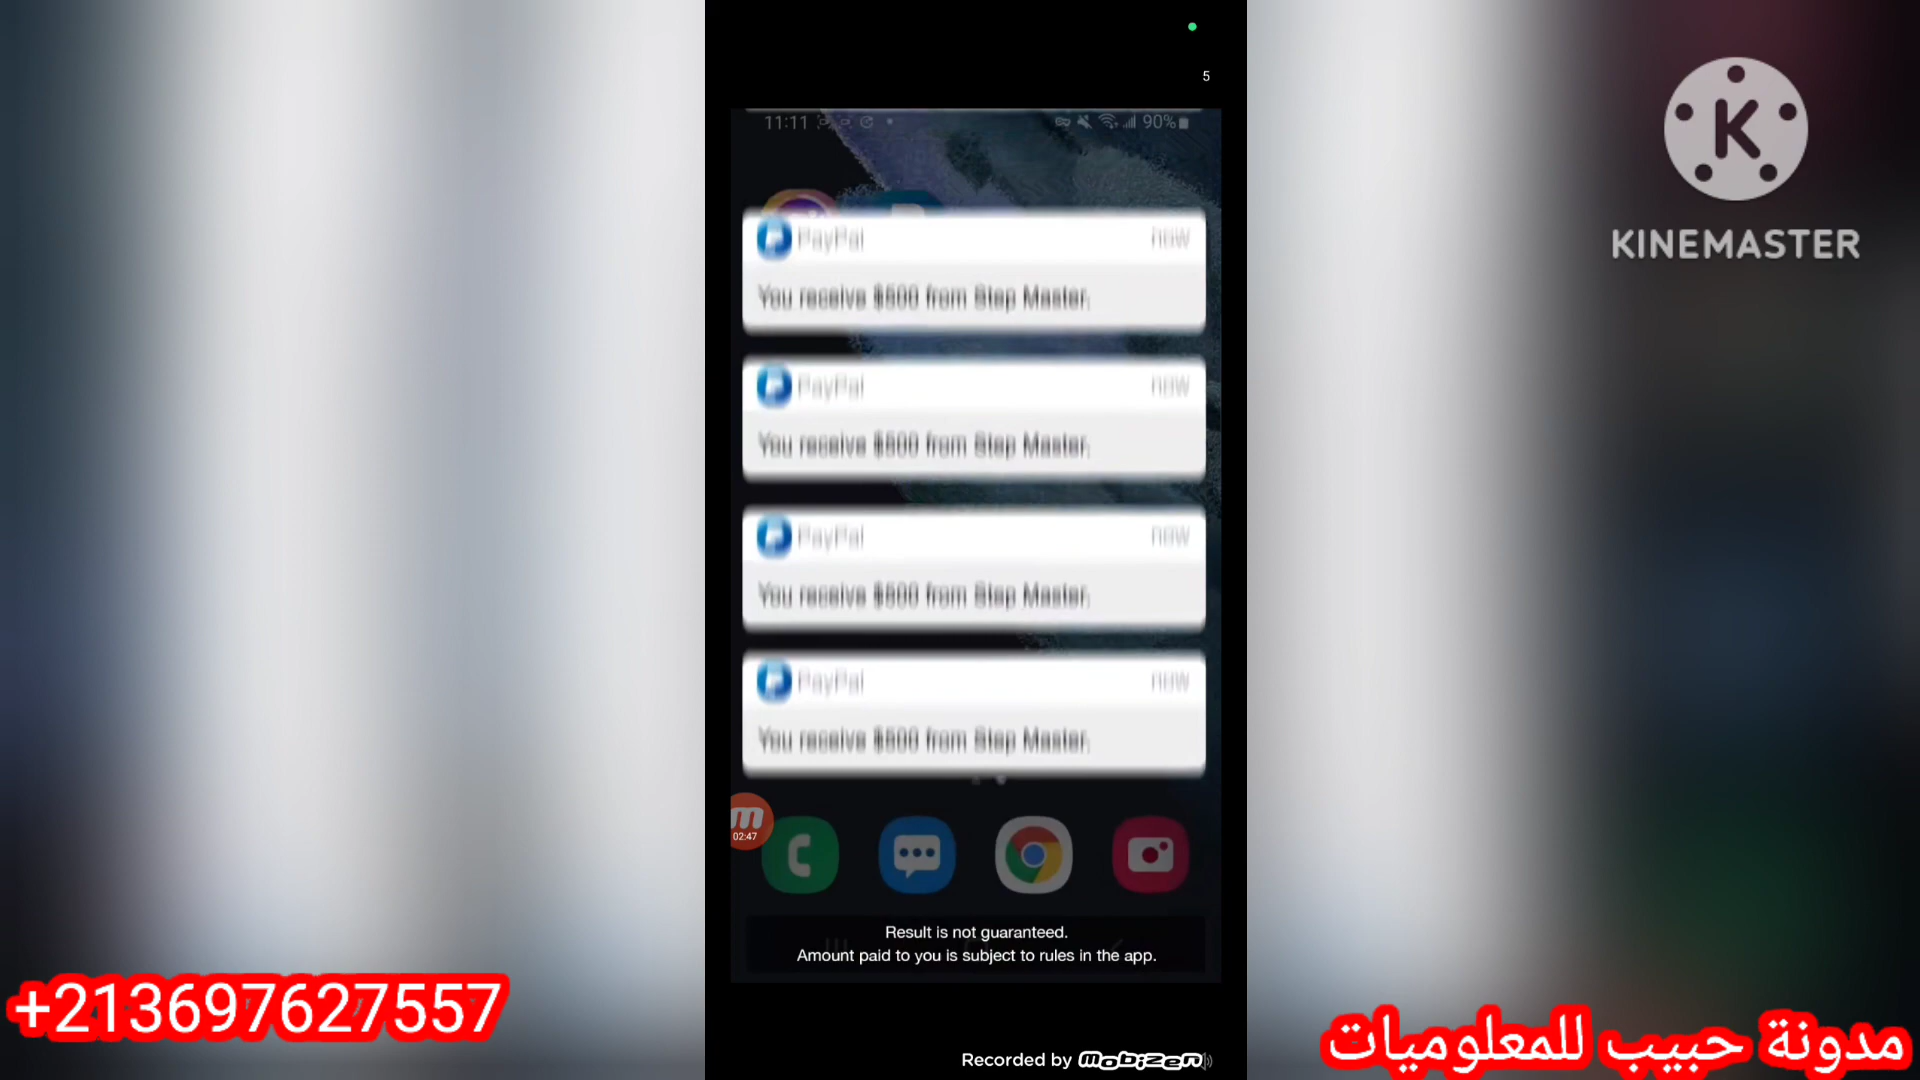 5
11:11
90%
KINEMASTER
PayPal now
You receive $500 from Step Master.
PayPal now
You receive $500 from Step Master.
PayPal now
You receive $500 from Step Master.
PayPal now
You receive $500 from Step Master.
02:47
Result is not guaranteed.
Amount paid to you is subject to rules in the app.
+213697627557
مدونة حبيب للمعلوميات
Recorded by mobizen